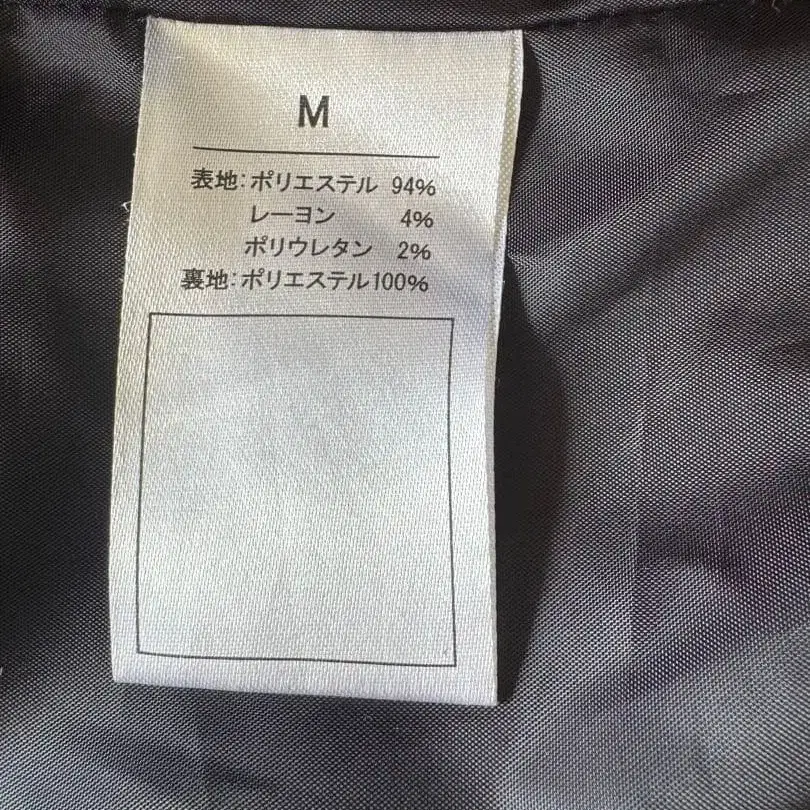 M
表地:ポリエステル 94%
レーヨン 4%
ポリウレタン 2%
裏地:ポリエステル100%